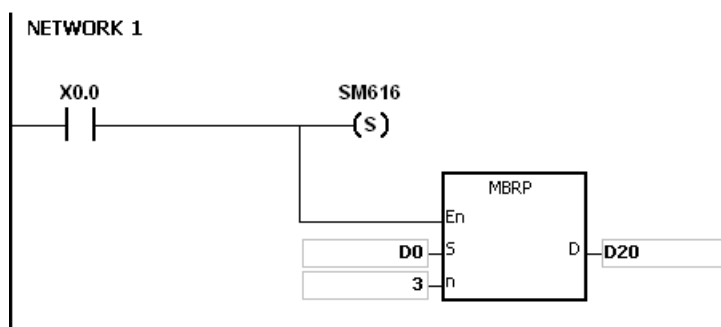 NETWORK 1
X0.0
SM616
(S)
MBRP
En
D0 S D D20
3 n